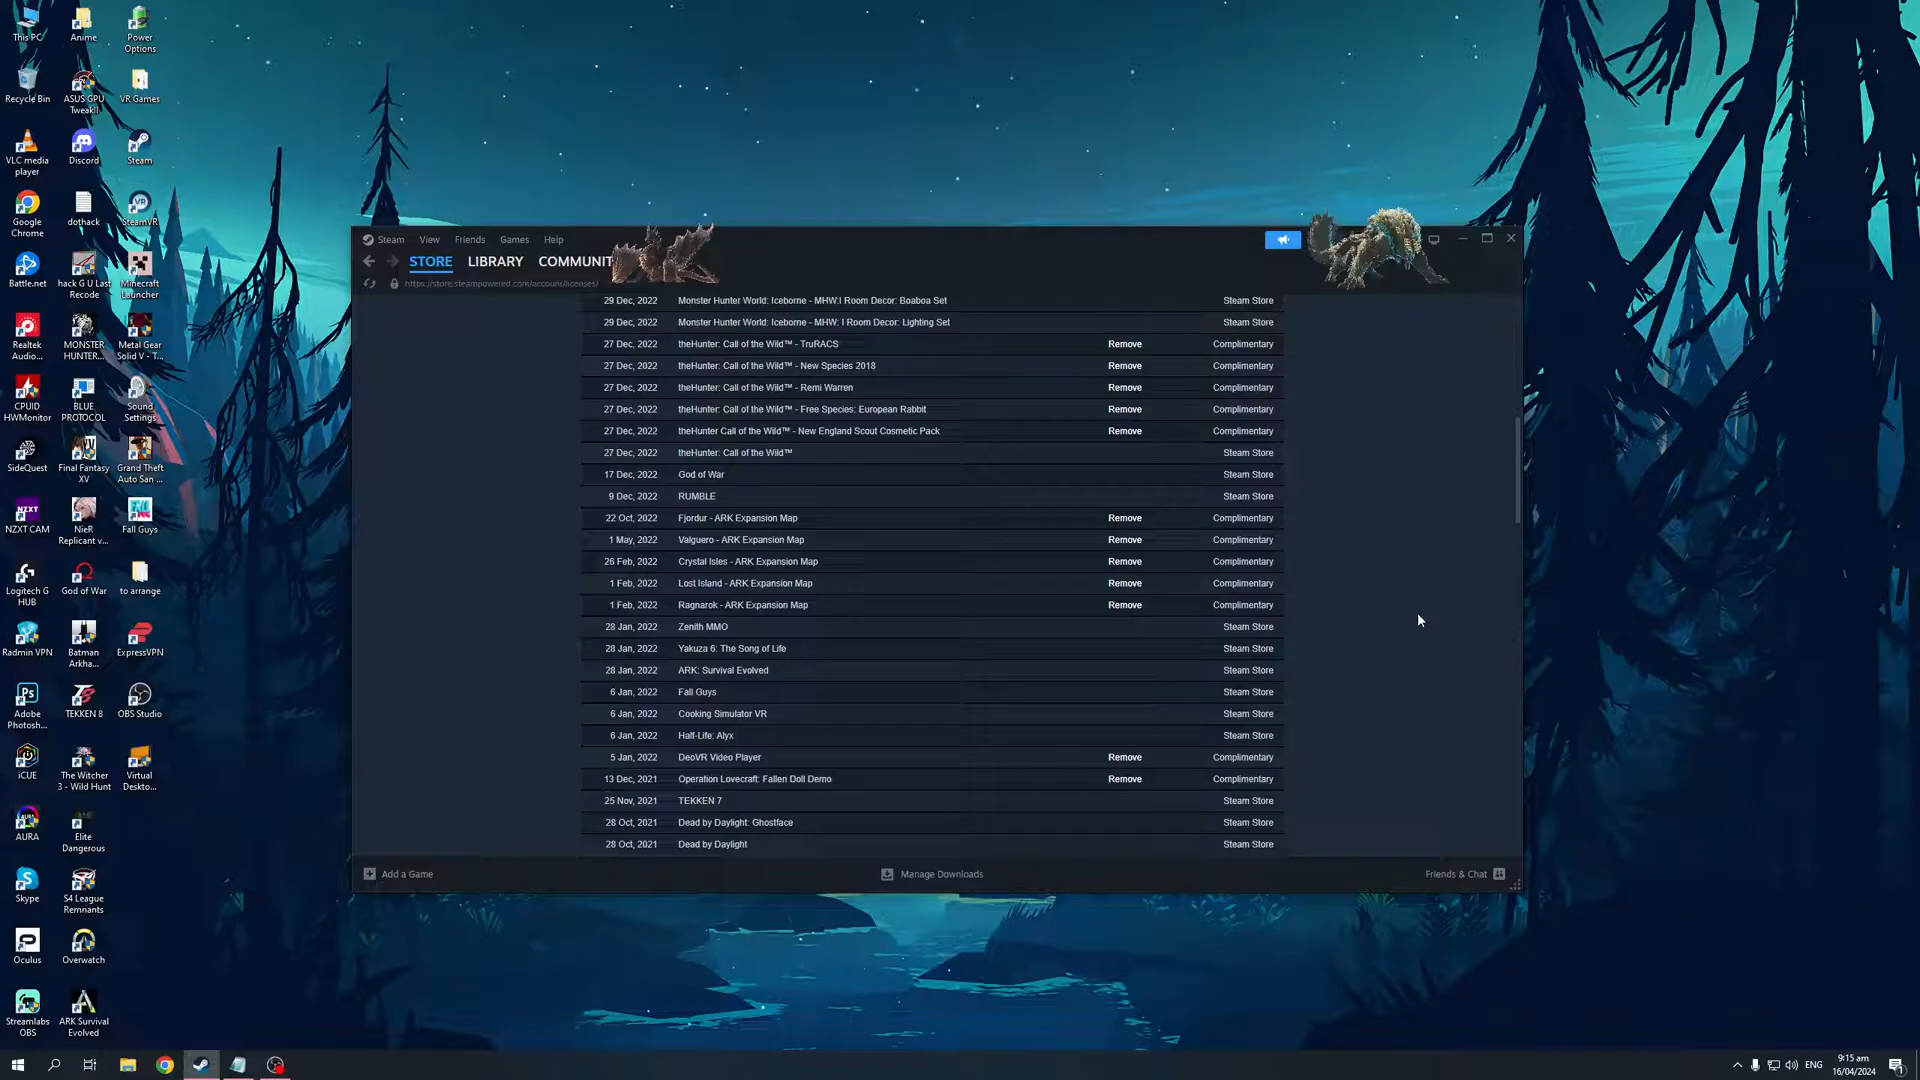 This PC
Anime
Power
Options
Recycle Bin
ASUS GPU
TweakII
VR Games
VLC media
player
Discord
Steam
Google
Chrome
dothack
SteamVR
Battle.net
hack G U Last
Recode
Minecraft
Launcher
Realtek
Audio...
MONSTER
HUNTER...
Metal Gear
Solid V - T...
CPUID
HWMonitor
BLUE
PROTOCOL
Sound
Settings
SideQuest
Final Fantasy
XV
Grand Theft
Auto San ...
NZXT CAM
NieR
Replicant v...
Fall Guys
Logitech G
HUB
God of War
to arrange
Radmin VPN
Batman
Arkha...
ExpressVPN
Adobe
Photosh...
TEKKEN 8
OBS Studio
iCUE
The Witcher
3 - Wild Hunt
Virtual
Deskto...
AURA
Elite
Dangerous
Skype
S4 League
Remnants
Oculus
Overwatch
Streamlabs
OBS
ARK Survival
Evolved
Steam View Friends Games Help
STORE LIBRARY COMMUNIT
https://store.steampowered.com/account/licenses/
29 Dec, 2022 Monster Hunter World: Iceborne - MHW:I Room Decor: Boaboa Set Steam Store
29 Dec, 2022 Monster Hunter World: Iceborne - MHW: I Room Decor: Lighting Set Steam Store
27 Dec, 2022 theHunter: Call of the Wild™ - TruRACS Remove Complimentary
27 Dec, 2022 theHunter: Call of the Wild™ - New Species 2018 Remove Complimentary
27 Dec, 2022 theHunter: Call of the Wild™ - Remi Warren Remove Complimentary
27 Dec, 2022 theHunter: Call of the Wild™ - Free Species: European Rabbit Remove Complimentary
27 Dec, 2022 theHunter Call of the Wild™ - New England Scout Cosmetic Pack Remove Complimentary
27 Dec, 2022 theHunter: Call of the Wild™ Steam Store
17 Dec, 2022 God of War Steam Store
9 Dec, 2022 RUMBLE Steam Store
22 Oct, 2022 Fjordur - ARK Expansion Map Remove Complimentary
1 May, 2022 Valguero - ARK Expansion Map Remove Complimentary
26 Feb, 2022 Crystal Isles - ARK Expansion Map Remove Complimentary
1 Feb, 2022 Lost Island - ARK Expansion Map Remove Complimentary
1 Feb, 2022 Ragnarok - ARK Expansion Map Remove Complimentary
28 Jan, 2022 Zenith MMO Steam Store
28 Jan, 2022 Yakuza 6: The Song of Life Steam Store
28 Jan, 2022 ARK: Survival Evolved Steam Store
6 Jan, 2022 Fall Guys Steam Store
6 Jan, 2022 Cooking Simulator VR Steam Store
6 Jan, 2022 Half-Life: Alyx Steam Store
5 Jan, 2022 DeoVR Video Player Remove Complimentary
13 Dec, 2021 Operation Lovecraft: Fallen Doll Demo Remove Complimentary
25 Nov, 2021 TEKKEN 7 Steam Store
28 Oct, 2021 Dead by Daylight: Ghostface Steam Store
28 Oct, 2021 Dead by Daylight Steam Store
Add a Game Manage Downloads Friends & Chat
ENG
9:15 am
16/04/2024